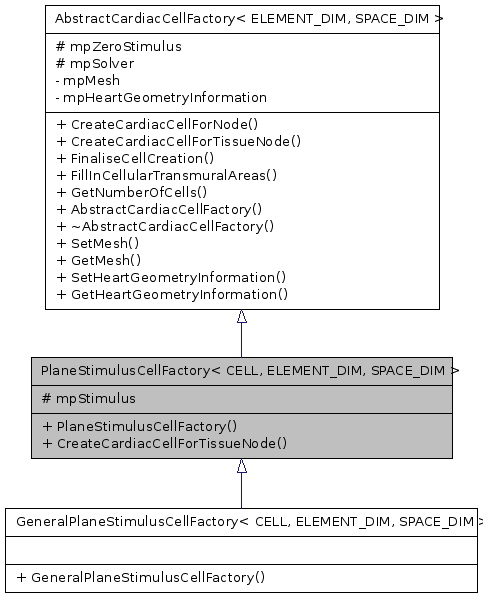 AbstractCardiacCellFactory< ELEMENT_DIM, SPACE_DIM >
# mpZeroStimulus
# mpSolver
- mpMesh
- mpHeartGeometryInformation
+ CreateCardiacCellForNode()
+ CreateCardiacCellForTissueNode()
+ FinaliseCellCreation()
+ FillInCellularTransmuralAreas()
+ GetNumberOfCells()
+ AbstractCardiacCellFactory()
+ ~AbstractCardiacCellFactory()
+ SetMesh()
+ GetMesh()
+ SetHeartGeometryInformation()
+ GetHeartGeometryInformation()
PlaneStimulusCellFactory< CELL, ELEMENT_DIM, SPACE_DIM >
# mpStimulus
+ PlaneStimulusCellFactory()
+ CreateCardiacCellForTissueNode()
GeneralPlaneStimulusCellFactory< CELL, ELEMENT_DIM, SPACE_DIM >
+ GeneralPlaneStimulusCellFactory()